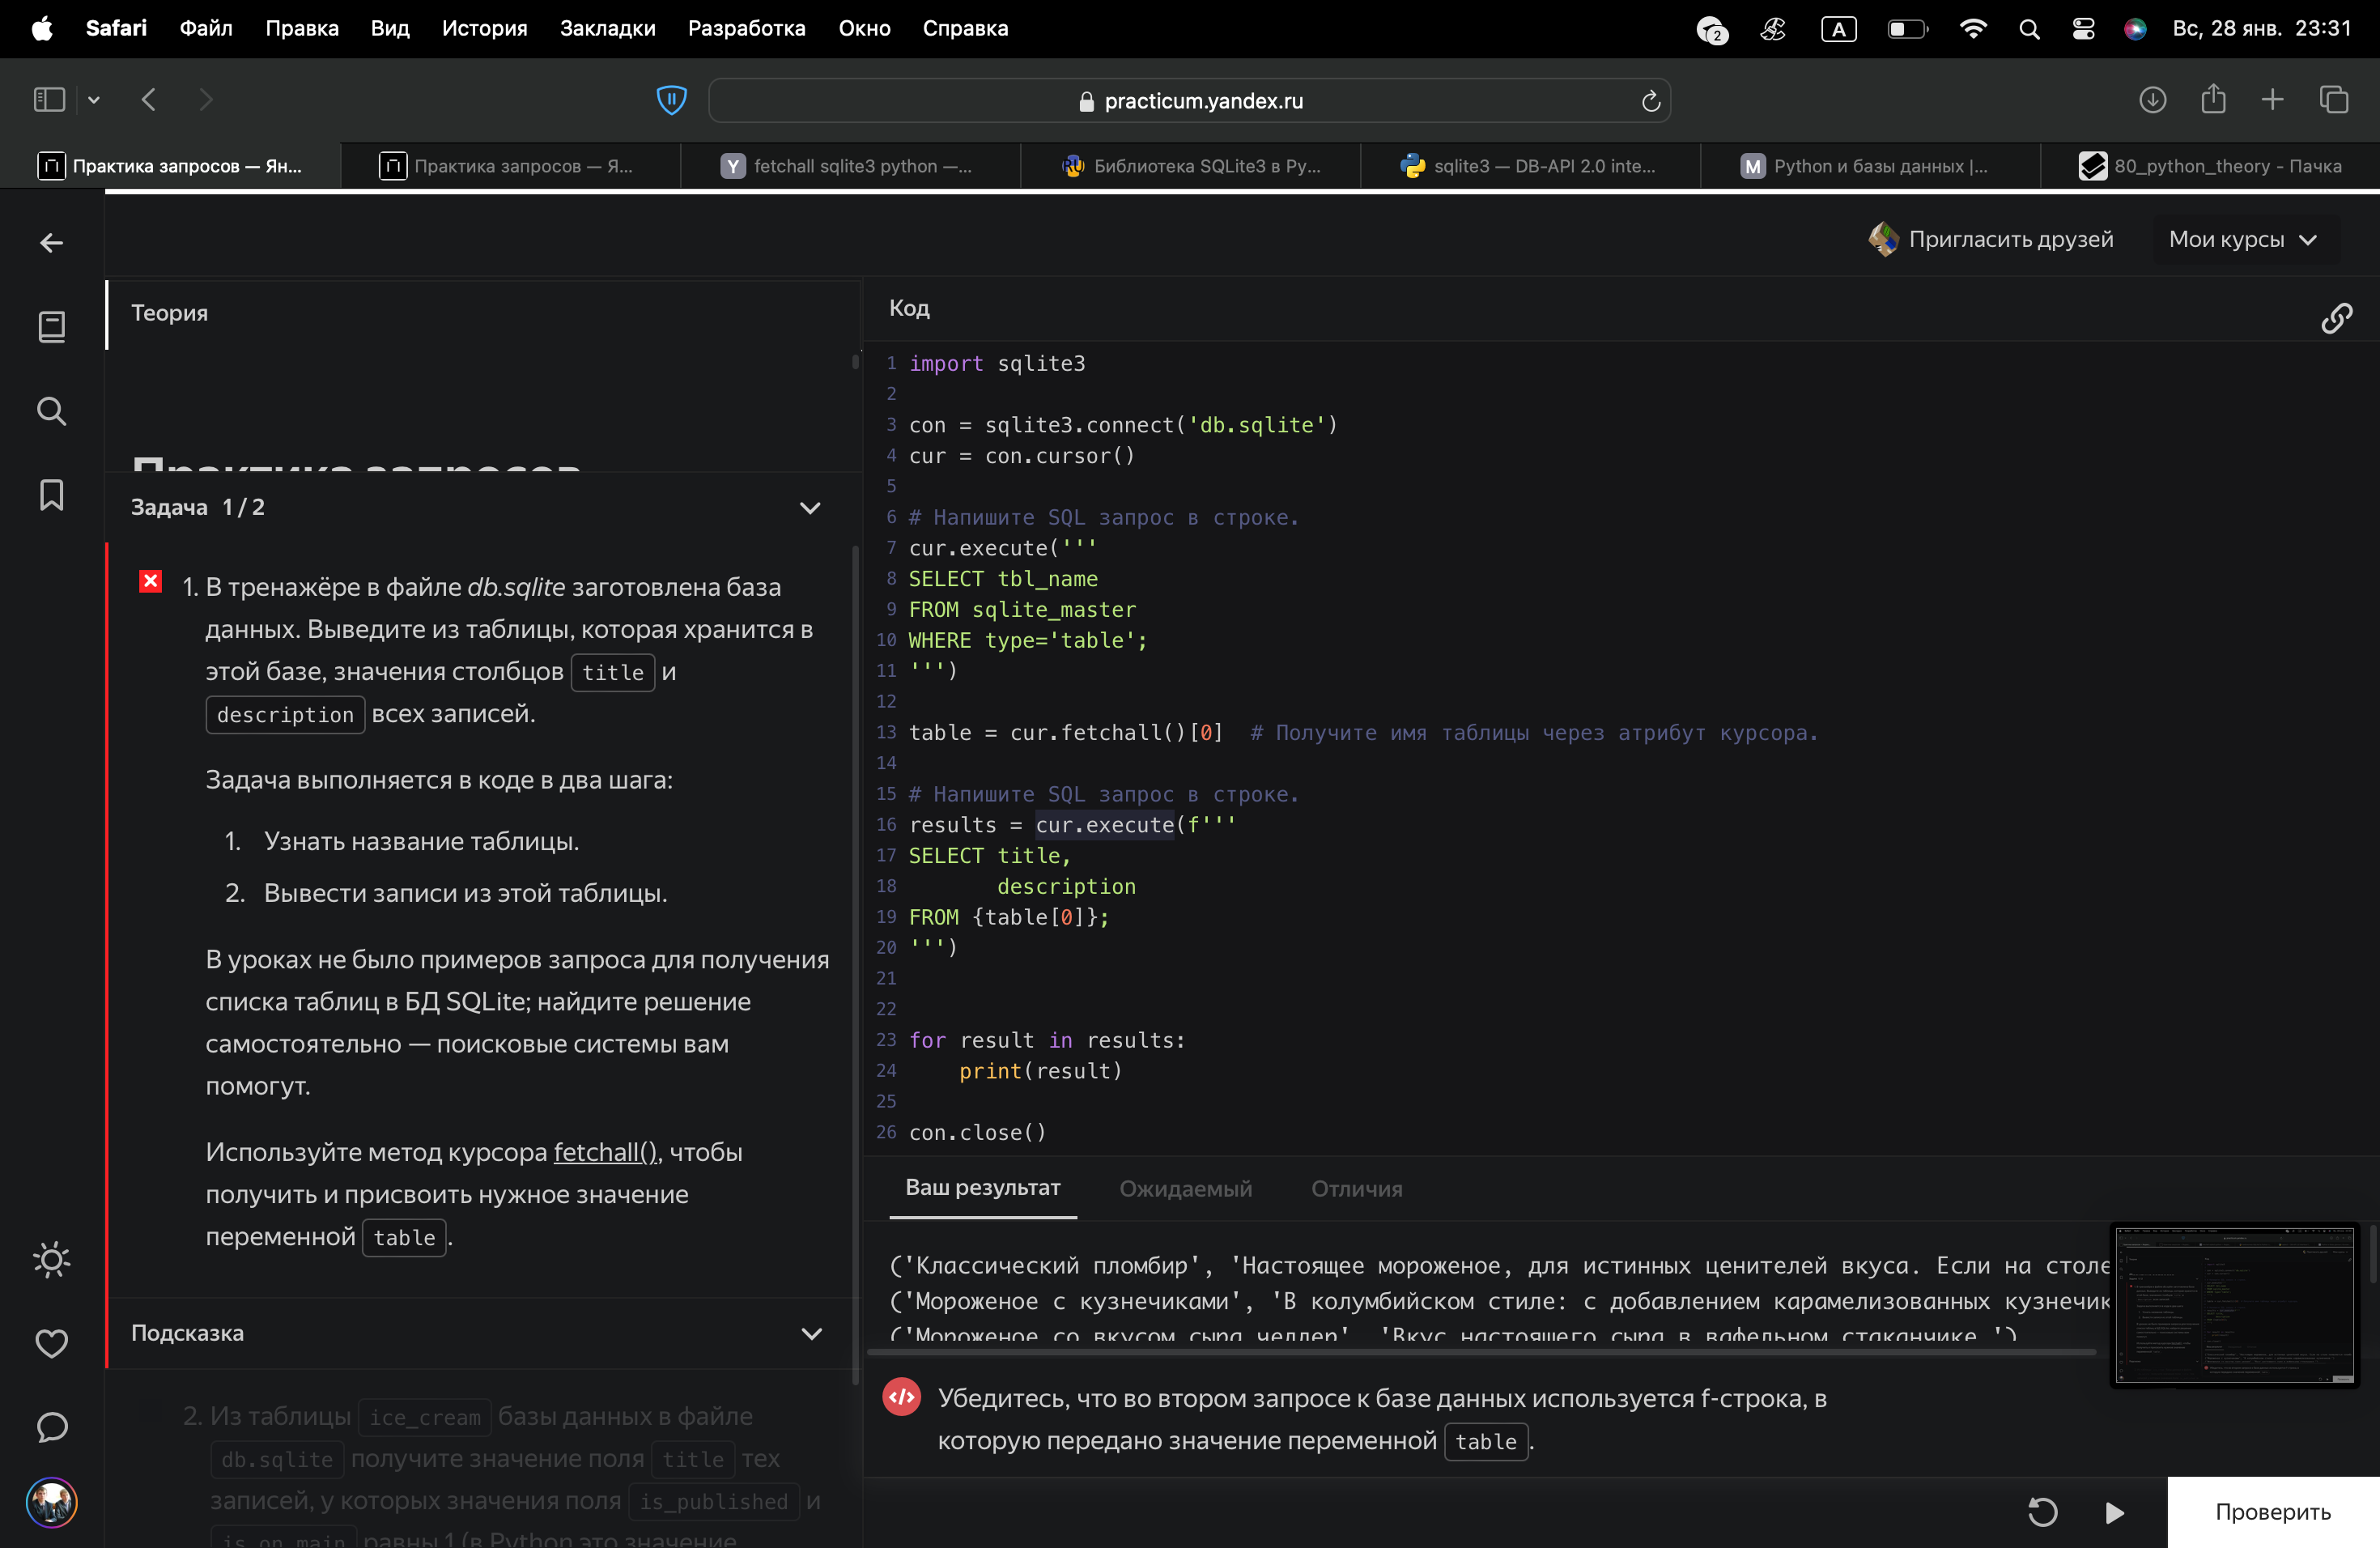 Safari Файл Правка Вид История Закладки Разработка Окно Справка 2 A Вс, 28 янв. 23:31
practicum.yandex.ru
Практика запросов — Ян... Практика запросов — Я... fetchall sqlite3 python —... Библиотека SQLite3 в Py... sqlite3 — DB-API 2.0 inte... Python и базы данных |... 80_python_theory - Пачка
Пригласить друзей Мои курсы
Теория
Практика запросов
Задача 1 / 2
1. В тренажёре в файле db.sqlite заготовлена база
данных. Выведите из таблицы, которая хранится в
этой базе, значения столбцов title и
description всех записей.
Задача выполняется в коде в два шага:
1. Узнать название таблицы.
2. Вывести записи из этой таблицы.
В уроках не было примеров запроса для получения
списка таблиц в БД SQLite; найдите решение
самостоятельно — поисковые системы вам
помогут.
Используйте метод курсора fetchall(), чтобы
получить и присвоить нужное значение
переменной table.
Подсказка
2. Из таблицы ice_cream базы данных в файле
db.sqlite получите значение поля title тех
записей, у которых значения поля is_published и
is_on_main равны 1 (в Python это значение
Код
1 import sqlite3
2
3 con = sqlite3.connect('db.sqlite')
4 cur = con.cursor()
5
6 # Напишите SQL запрос в строке.
7 cur.execute('''
8 SELECT tbl_name
9 FROM sqlite_master
10 WHERE type='table';
11 ''')
12
13 table = cur.fetchall()[0]  # Получите имя таблицы через атрибут курсора.
14
15 # Напишите SQL запрос в строке.
16 results = cur.execute(f'''
17 SELECT title,
18        description
19 FROM {table[0]};
20 ''')
21
22
23 for result in results:
24     print(result)
25
26 con.close()
Ваш результат Ожидаемый Отличия
('Классический пломбир', 'Настоящее мороженое, для истинных ценителей вкуса. Если на столе
('Мороженое с кузнечиками', 'В колумбийском стиле: с добавлением карамелизованных кузнечик
('Мороженое со вкусом сыра чеддер', 'Вкус настоящего сыра в вафельном стаканчике.')
Убедитесь, что во втором запросе к базе данных используется f-строка, в
которую передано значение переменной table.
Проверить